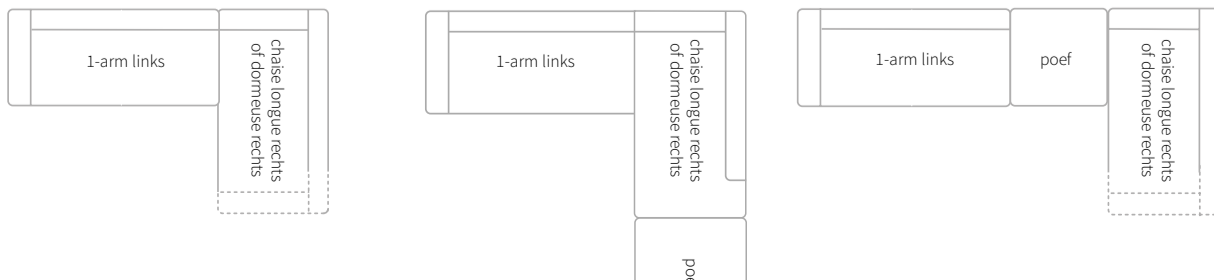 1-arm links
chaise longue rechts
of dormeuse rechts
1-arm links
chaise longue rechts
of dormeuse rechts
1-arm links
poef
chaise longue rechts
of dormeuse rechts